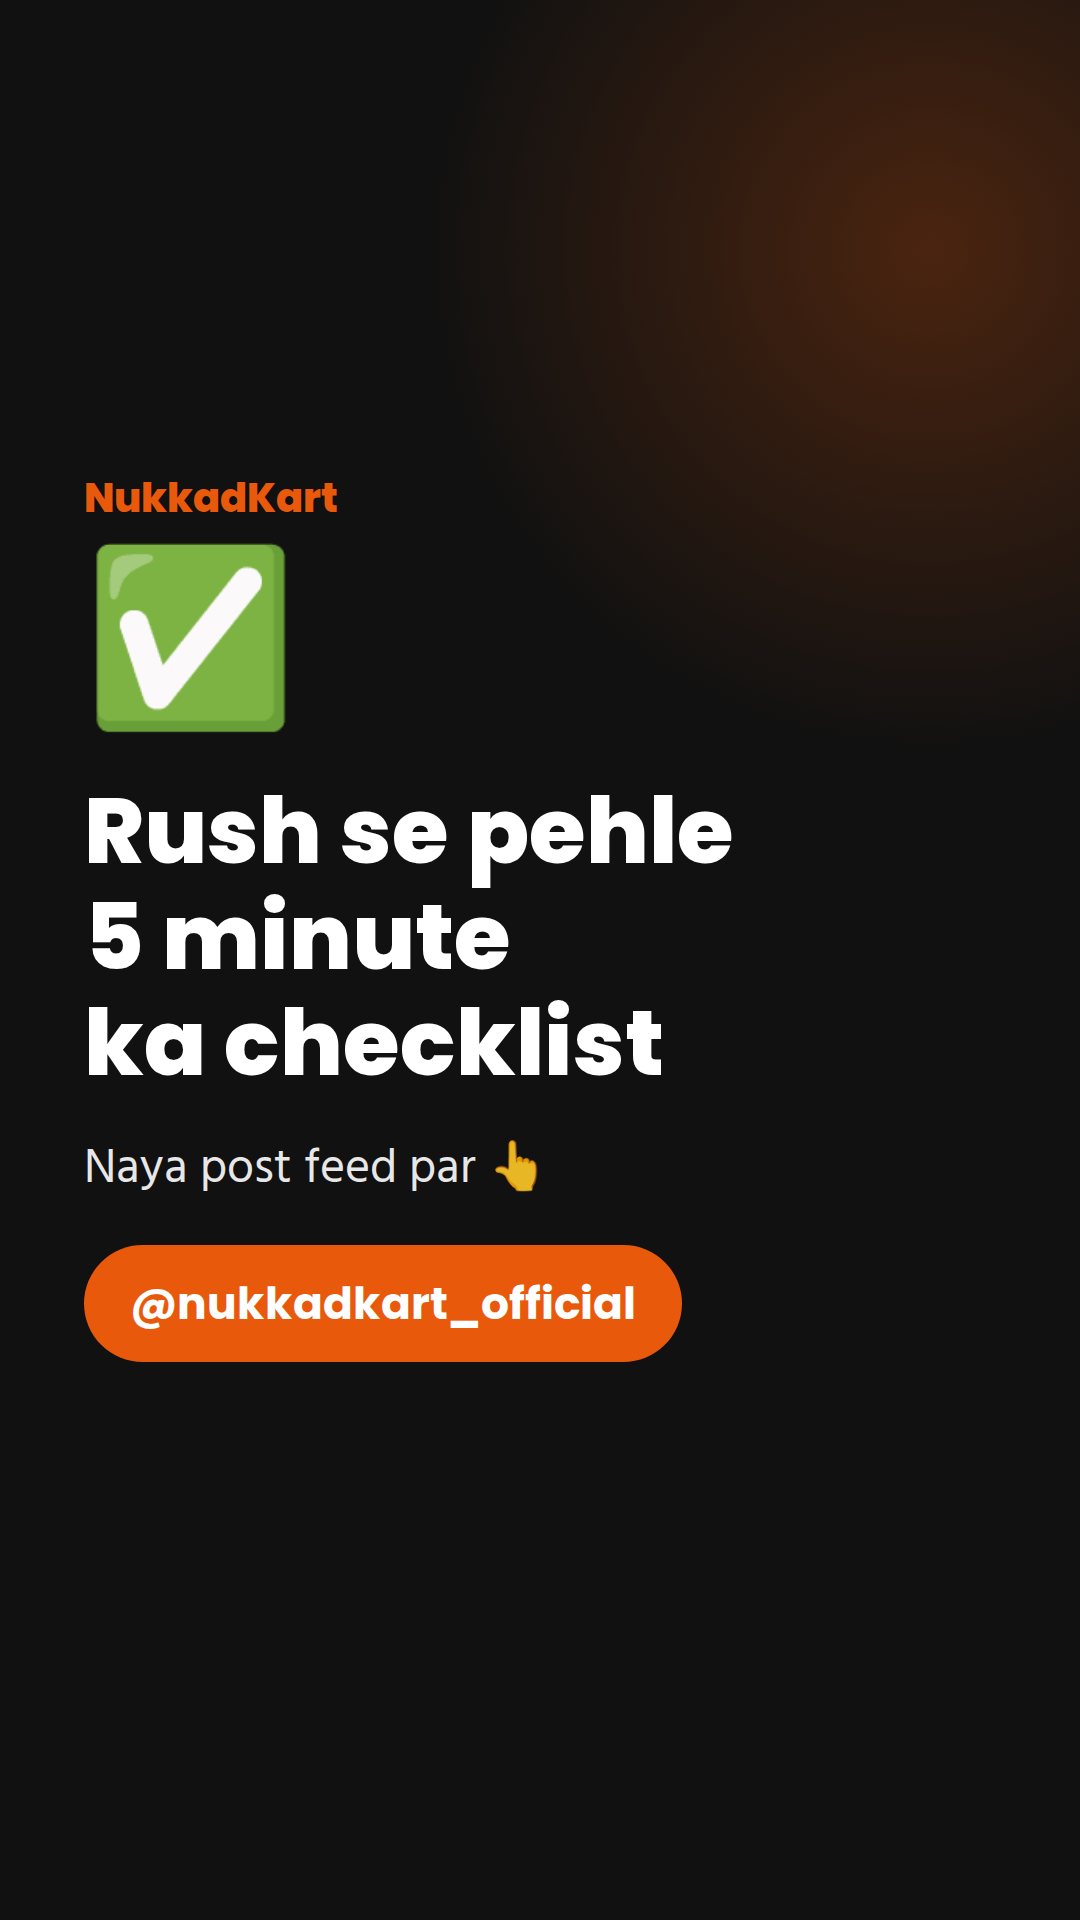 NukkadKart
Rush se pehle
5 minute
ka checklist
Naya post feed par 👆
@nukkadkart_official